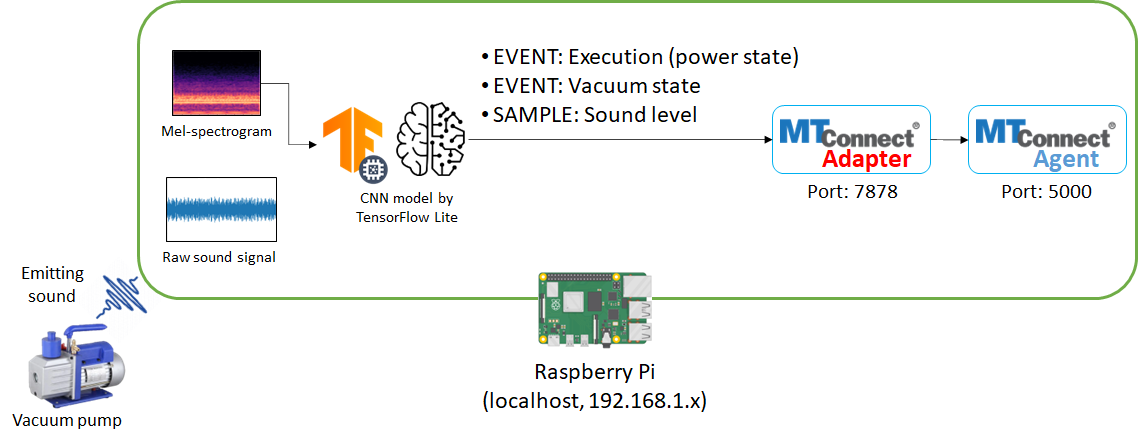 • EVENT: Execution (power state)
• EVENT: Vacuum state
• SAMPLE: Sound level
Mel-spectrogram
CNN model by
TensorFlow Lite
Raw sound signal
MTConnect®
Adapter
Port: 7878
MTConnect®
Agent
Port: 5000
Emitting
sound
Vacuum pump
Raspberry Pi
(localhost, 192.168.1.x)